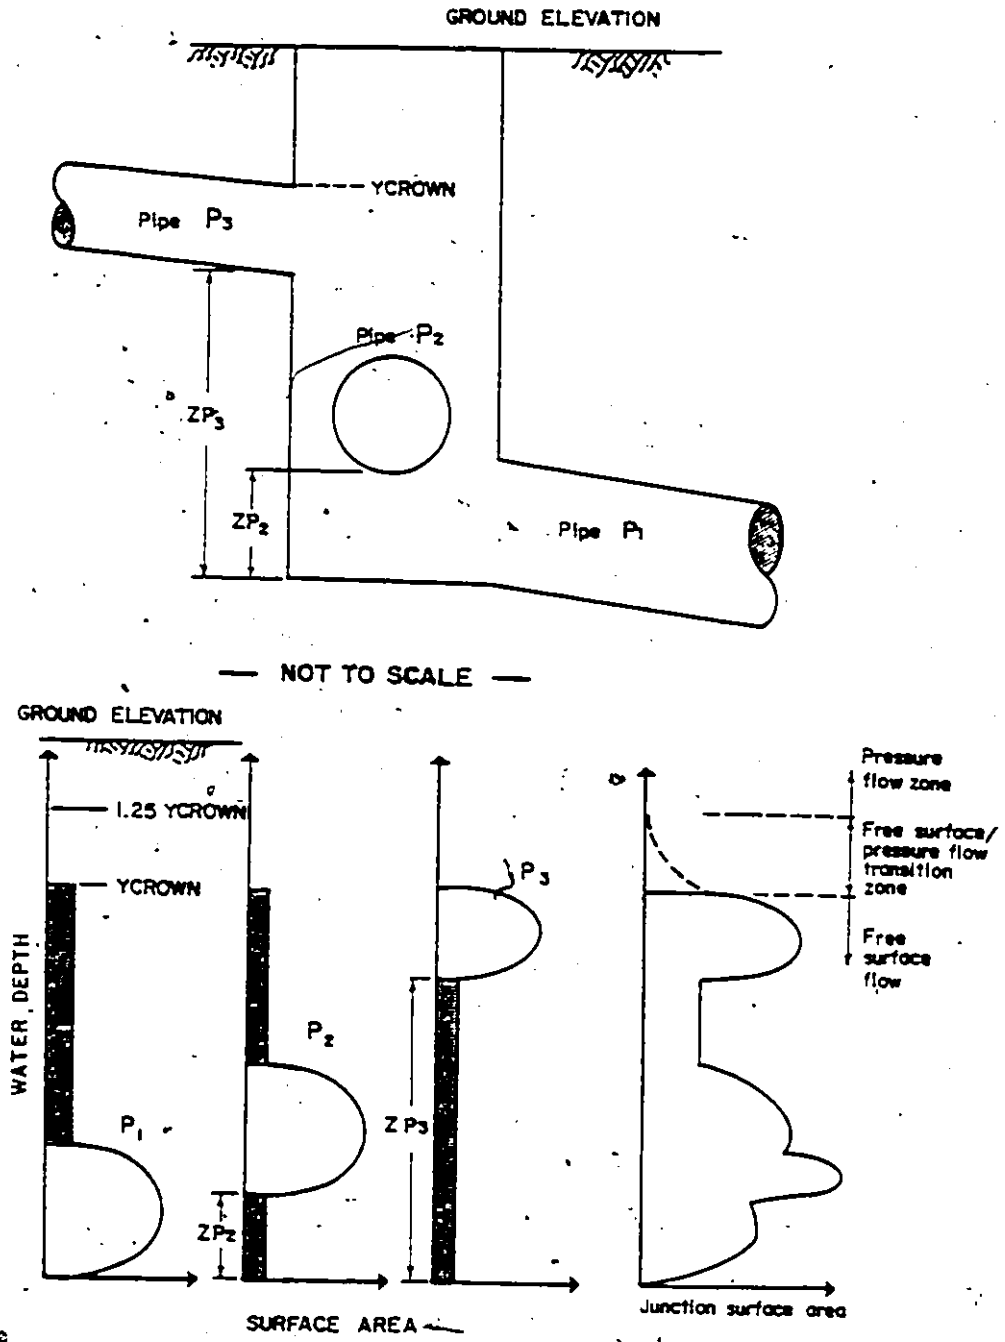 GROUND ELEVATION
YCROWN
Pipe P3
Pipe P2
ZP3
ZP2
Pipe P1
— NOT TO SCALE —
GROUND ELEVATION
1.25 YCROWN
YCROWN
WATER DEPTH
P1
P2
ZP2
P3
ZP3
Pressure
flow zone
Free surface/
pressure flow
transition
zone
Free
surface
flow
Junction surface area
SURFACE AREA